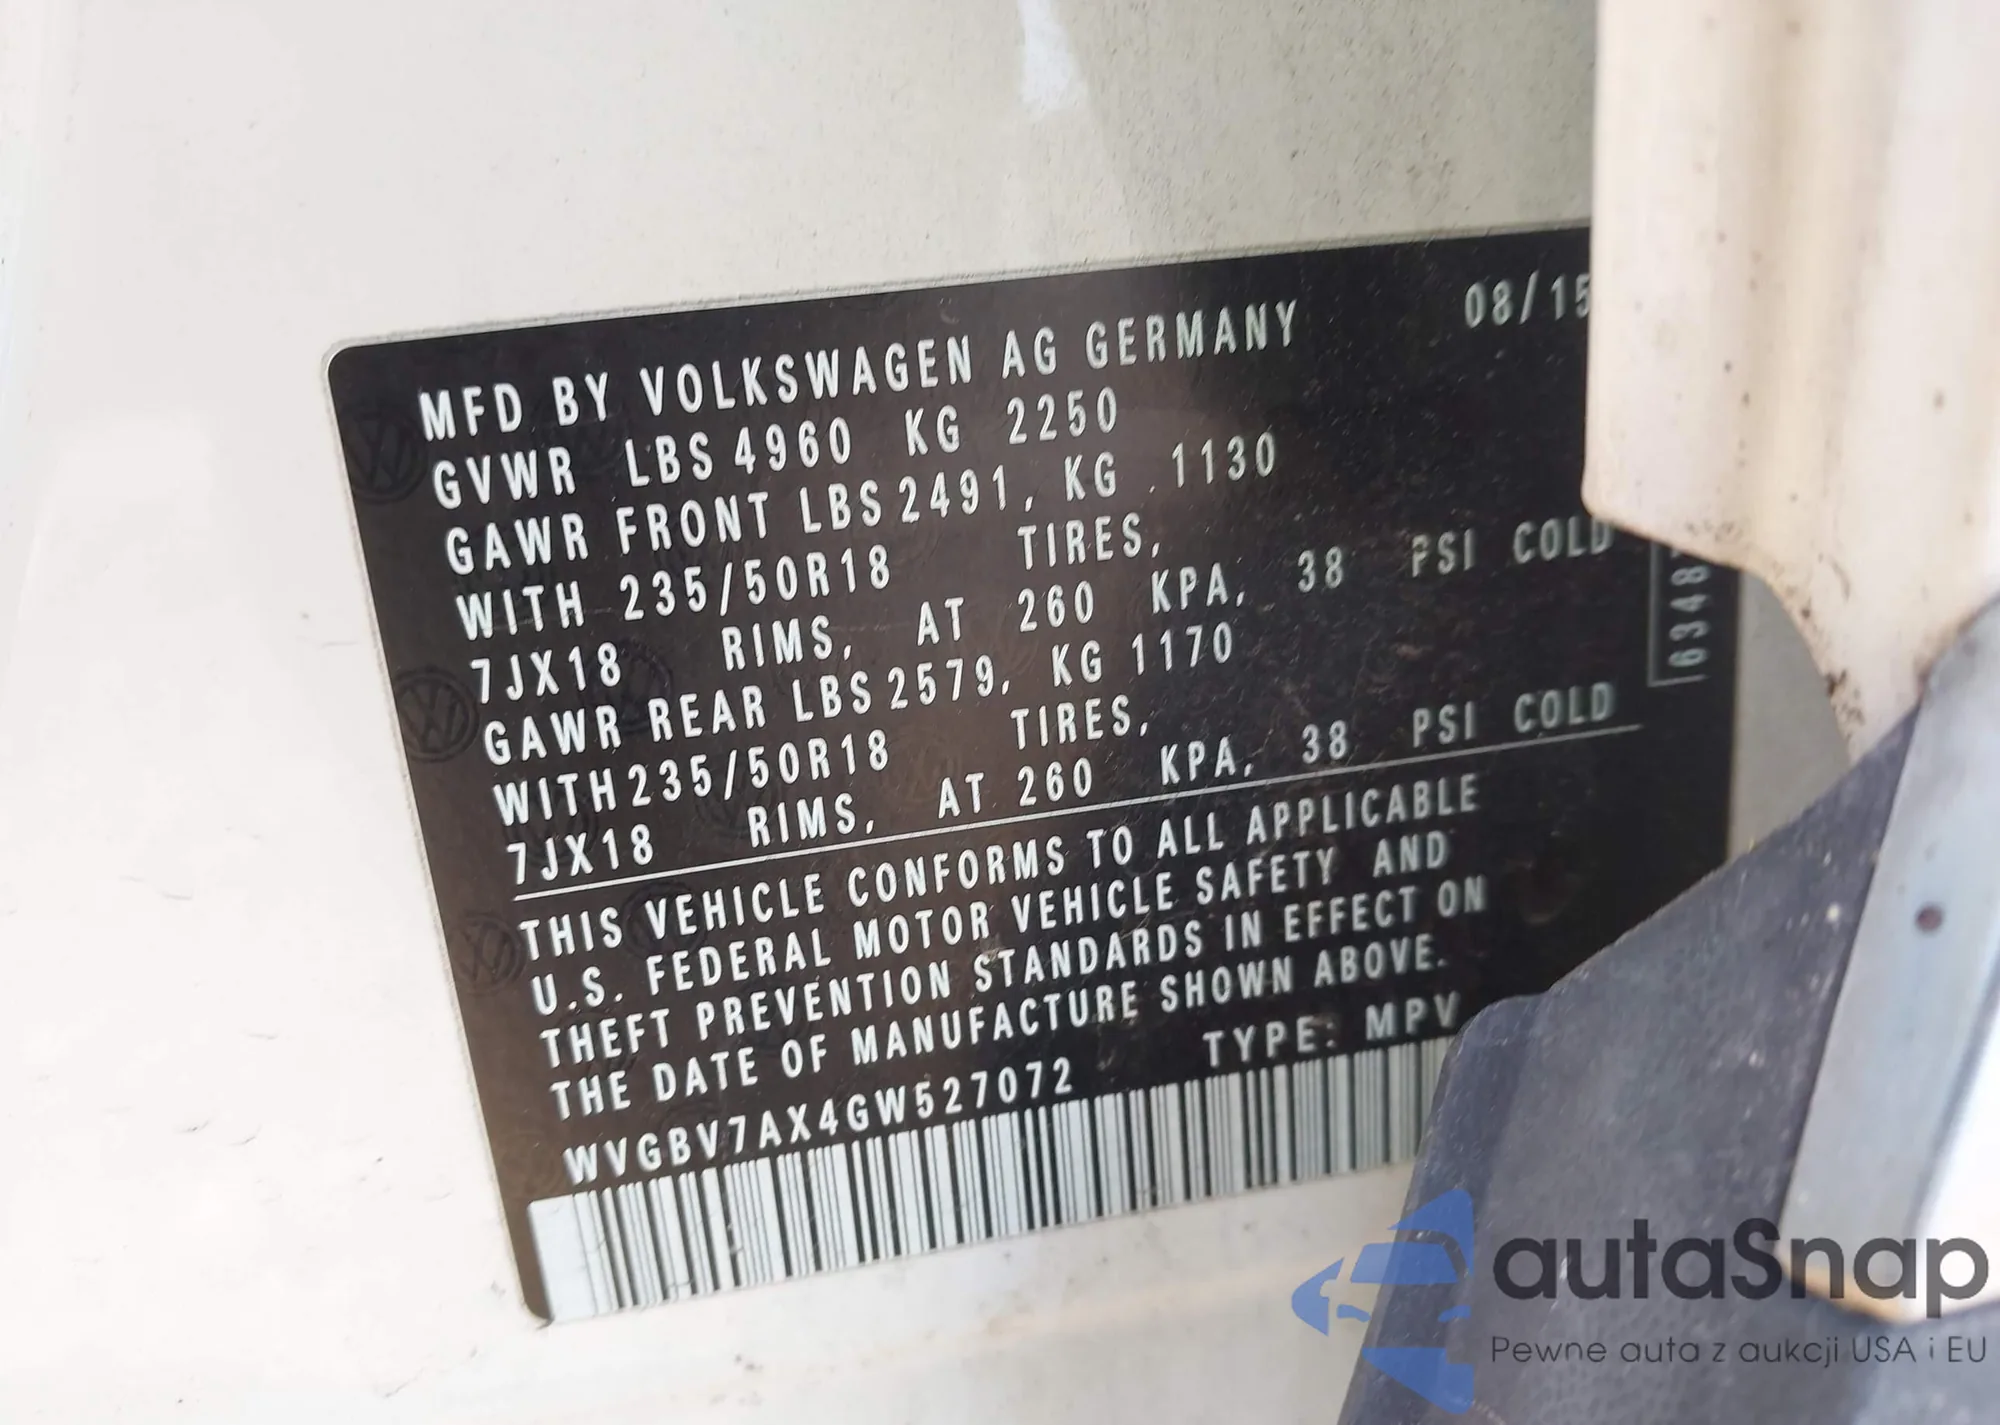 MFD BY VOLKSWAGEN AG GERMANY 08/15
GVWR LBS 4960 KG 2250
GAWR FRONT LBS 2491, KG 1130
WITH 235/50R18 TIRES,
7JX18 RIMS, AT 260 KPA, 38 PSI COLD
GAWR REAR LBS 2579, KG 1170
WITH 235/50R18 TIRES,
7JX18 RIMS, AT 260 KPA, 38 PSI COLD
THIS VEHICLE CONFORMS TO ALL APPLICABLE
U.S. FEDERAL MOTOR VEHICLE SAFETY AND
THEFT PREVENTION STANDARDS IN EFFECT ON
THE DATE OF MANUFACTURE SHOWN ABOVE.
WVGBV7AX4GW527072 TYPE: MPV
6348
autaSnap
Pewne auta z aukcji USA i EU